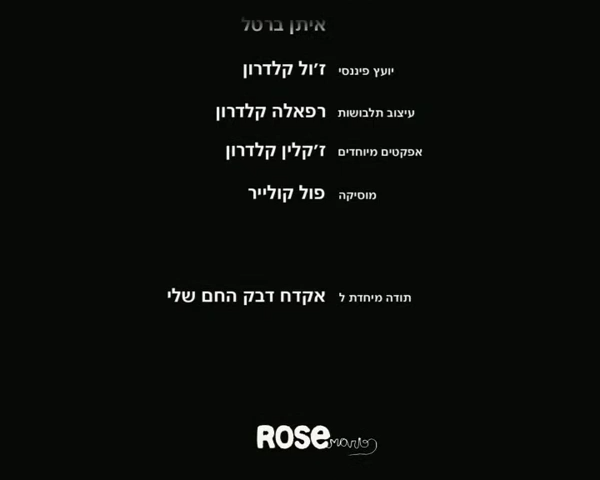 איתן ברטל
יועץ פיננסי ז'ול קלדרון
עיצוב תלבושות רפאלה קלדרון
אפקטים מיוחדים ז'קלין קלדרון
מוסיקה פול קולייר
תודה מיוחדת ל אקדח דבק החם שלי
ROSE